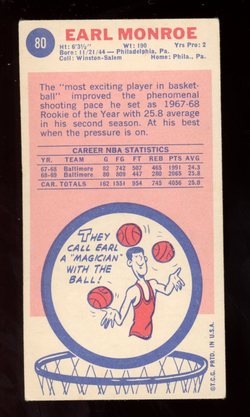 80
EARL MONROE
Ht: 6'3½" Wt: 190 Yrs Pro: 2
Born: 11/21/44 — Philadelphia, Pa.
Coll: Winston-Salem Home: Phila., Pa.
The "most exciting player in basket-
ball" improved the phenomenal
shooting pace he set as 1967-68
Rookie of the Year with 25.8 average
in his second season. At his best
when the pressure is on.
CAREER NBA STATISTICS
YR. TEAM G FG FT REB PTS AVG
67-68 Baltimore 82 742 507 465 1991 24.3
68-69 Baltimore 80 809 447 280 2065 25.8
CAR. TOTALS 162 1551 954 745 4056 25.0
THEY
CALL EARL
A "MAGICIAN"
WITH THE
BALL!
©T.C.G. PRTD. IN U.S.A.